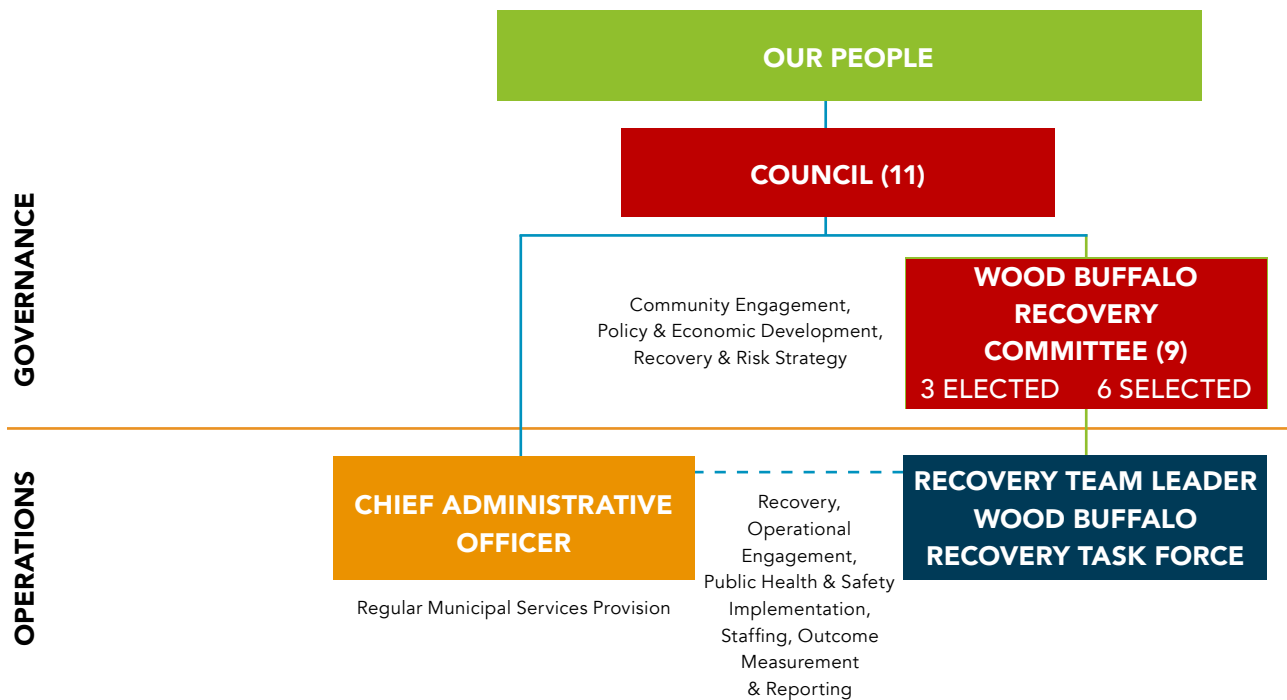 OUR PEOPLE
COUNCIL (11)
GOVERNANCE
Community Engagement,
Policy & Economic Development,
Recovery & Risk Strategy
WOOD BUFFALO
RECOVERY
COMMITTEE (9)
3 ELECTED 6 SELECTED
OPERATIONS
CHIEF ADMINISTRATIVE
OFFICER
Regular Municipal Services Provision
Recovery,
Operational
Engagement,
Public Health & Safety
Implementation,
Staffing, Outcome
Measurement
& Reporting
RECOVERY TEAM LEADER
WOOD BUFFALO
RECOVERY TASK FORCE